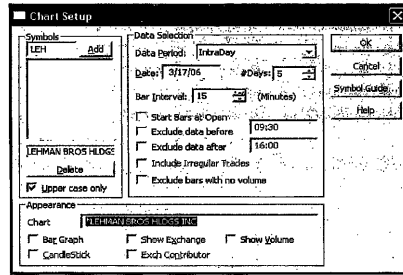 Chart Setup
Symbols
LEH
Add
LEHMAN BROS HLDGS
Delete
Upper case only
Data Selection
Data Period: IntraDay
Date: 3/17/06 #Days: 5
Bar Interval: 15 (Minutes)
Start Bars at Open
Exclude data before 09:30
Exclude data after 16:00
Include Irregular Trades
Exclude bars with no volume
Ok
Cancel
Symbol Guide
Help
Appearance
Chart LEHMAN BROS HLDGS INC
Bar Graph Show Exchange Show Volume
CandleStick Exch Contributor